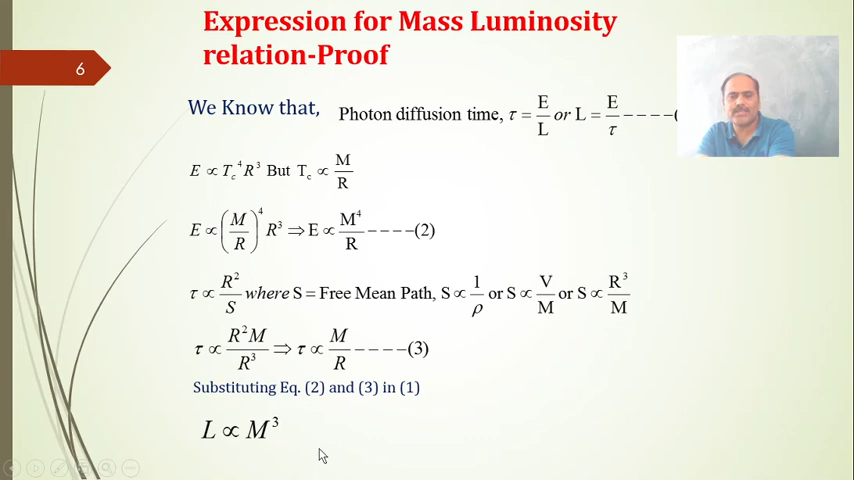 Expression for Mass Luminosity
relation-Proof
6
We Know that, Photon diffusion time, τ = E/L or L = E/τ ----(
E ∝ T_c^4 R^3 But T_c ∝ M/R
E ∝ (M/R)^4 R^3 ⇒ E ∝ M^4/R ----(2)
τ ∝ R^2/S where S = Free Mean Path, S ∝ 1/ρ or S ∝ V/M or S ∝ R^3/M
τ ∝ R^2 M/R^3 ⇒ τ ∝ M/R ----(3)
Substituting Eq. (2) and (3) in (1)
L ∝ M^3